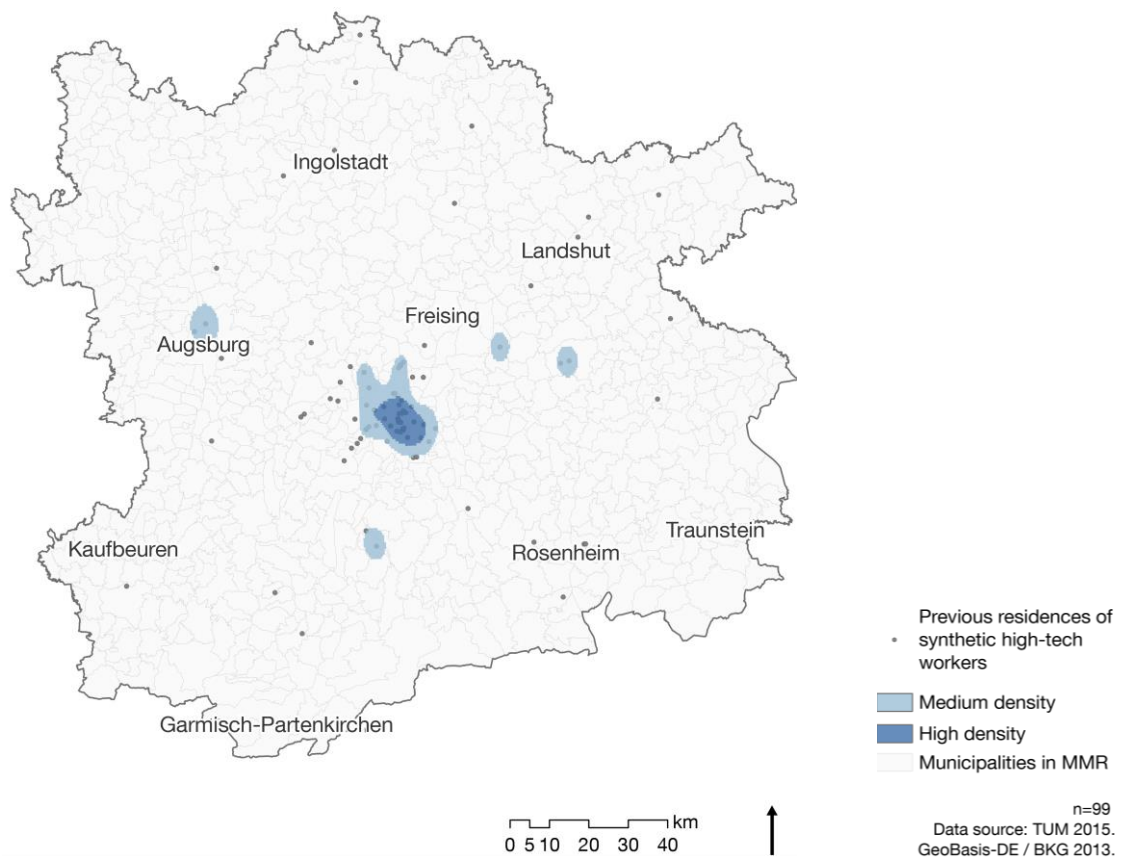 Ingolstadt
Landshut
Freising
Augsburg
Traunstein
Kaufbeuren
Rosenheim
Garmisch-Partenkirchen
Previous residences of
synthetic high-tech
workers
Medium density
High density
Municipalities in MMR
km
0 5 10 20 30 40
n=99
Data source: TUM 2015.
GeoBasis-DE / BKG 2013.